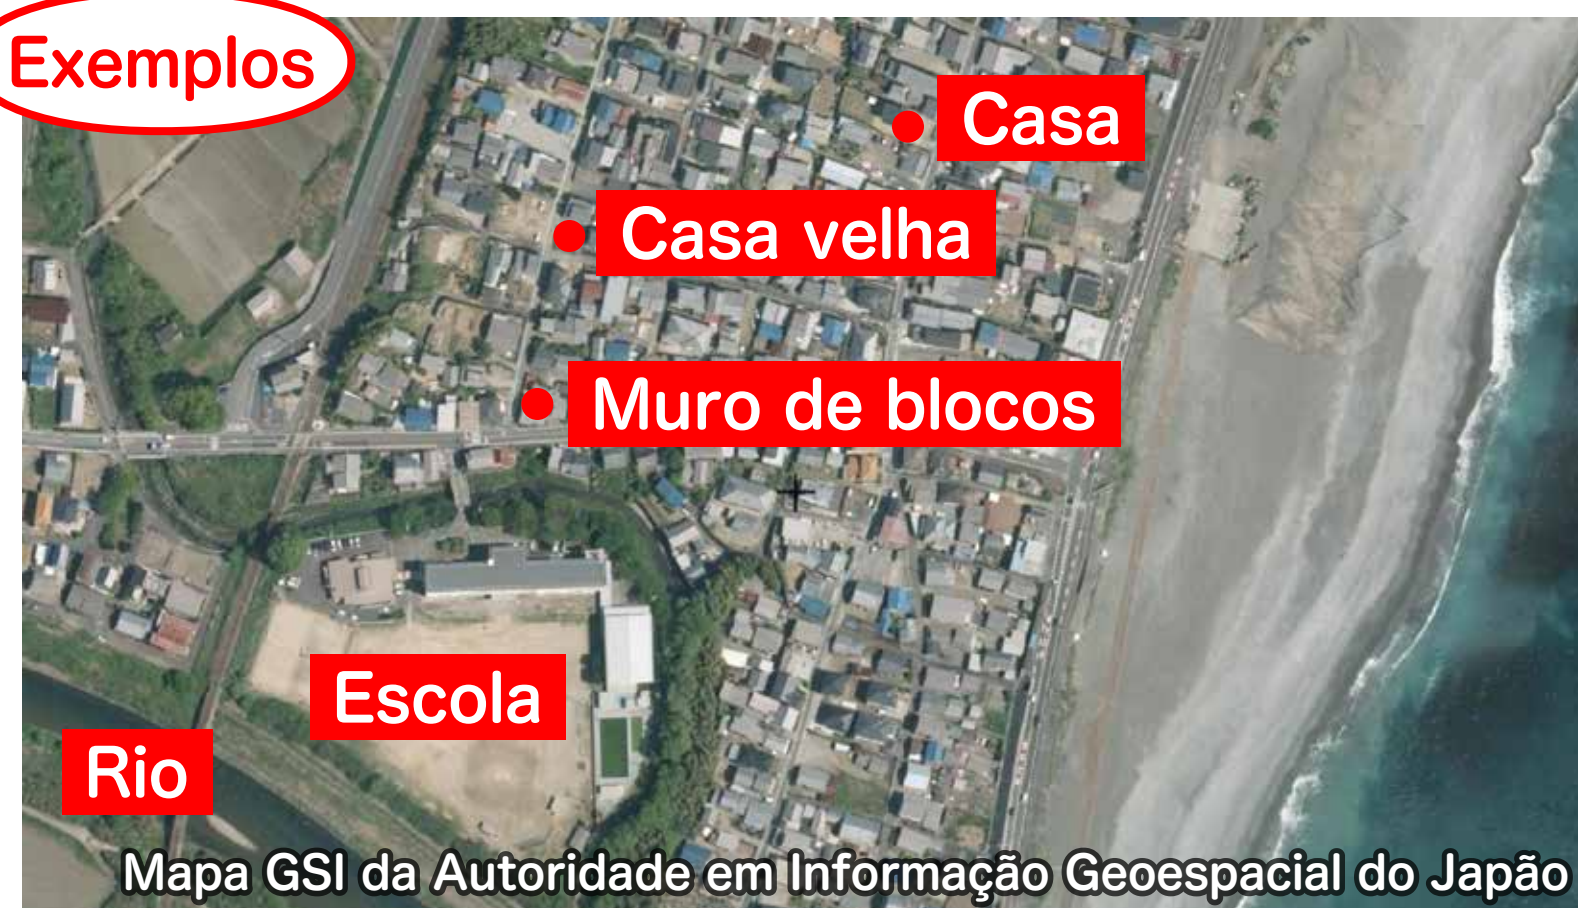 Exemplos
Casa
Casa velha
Muro de blocos
Escola
Rio
Mapa GSI da Autoridade em Informação Geoespacial do Japão